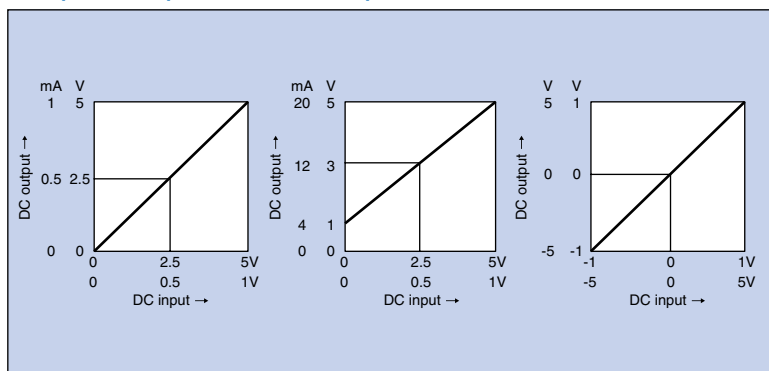 mA V mA V V V
1 5 20 5 5 1
DC output →
0.5 2.5
DC output →
12 3
DC output →
0 0
4 1
0 0 0 0 -5 -1
0 2.5 5V 0 2.5 5V -1 0 1V
0 0.5 1V 0 0.5 1V -5 0 5V
DC input → DC input → DC input →